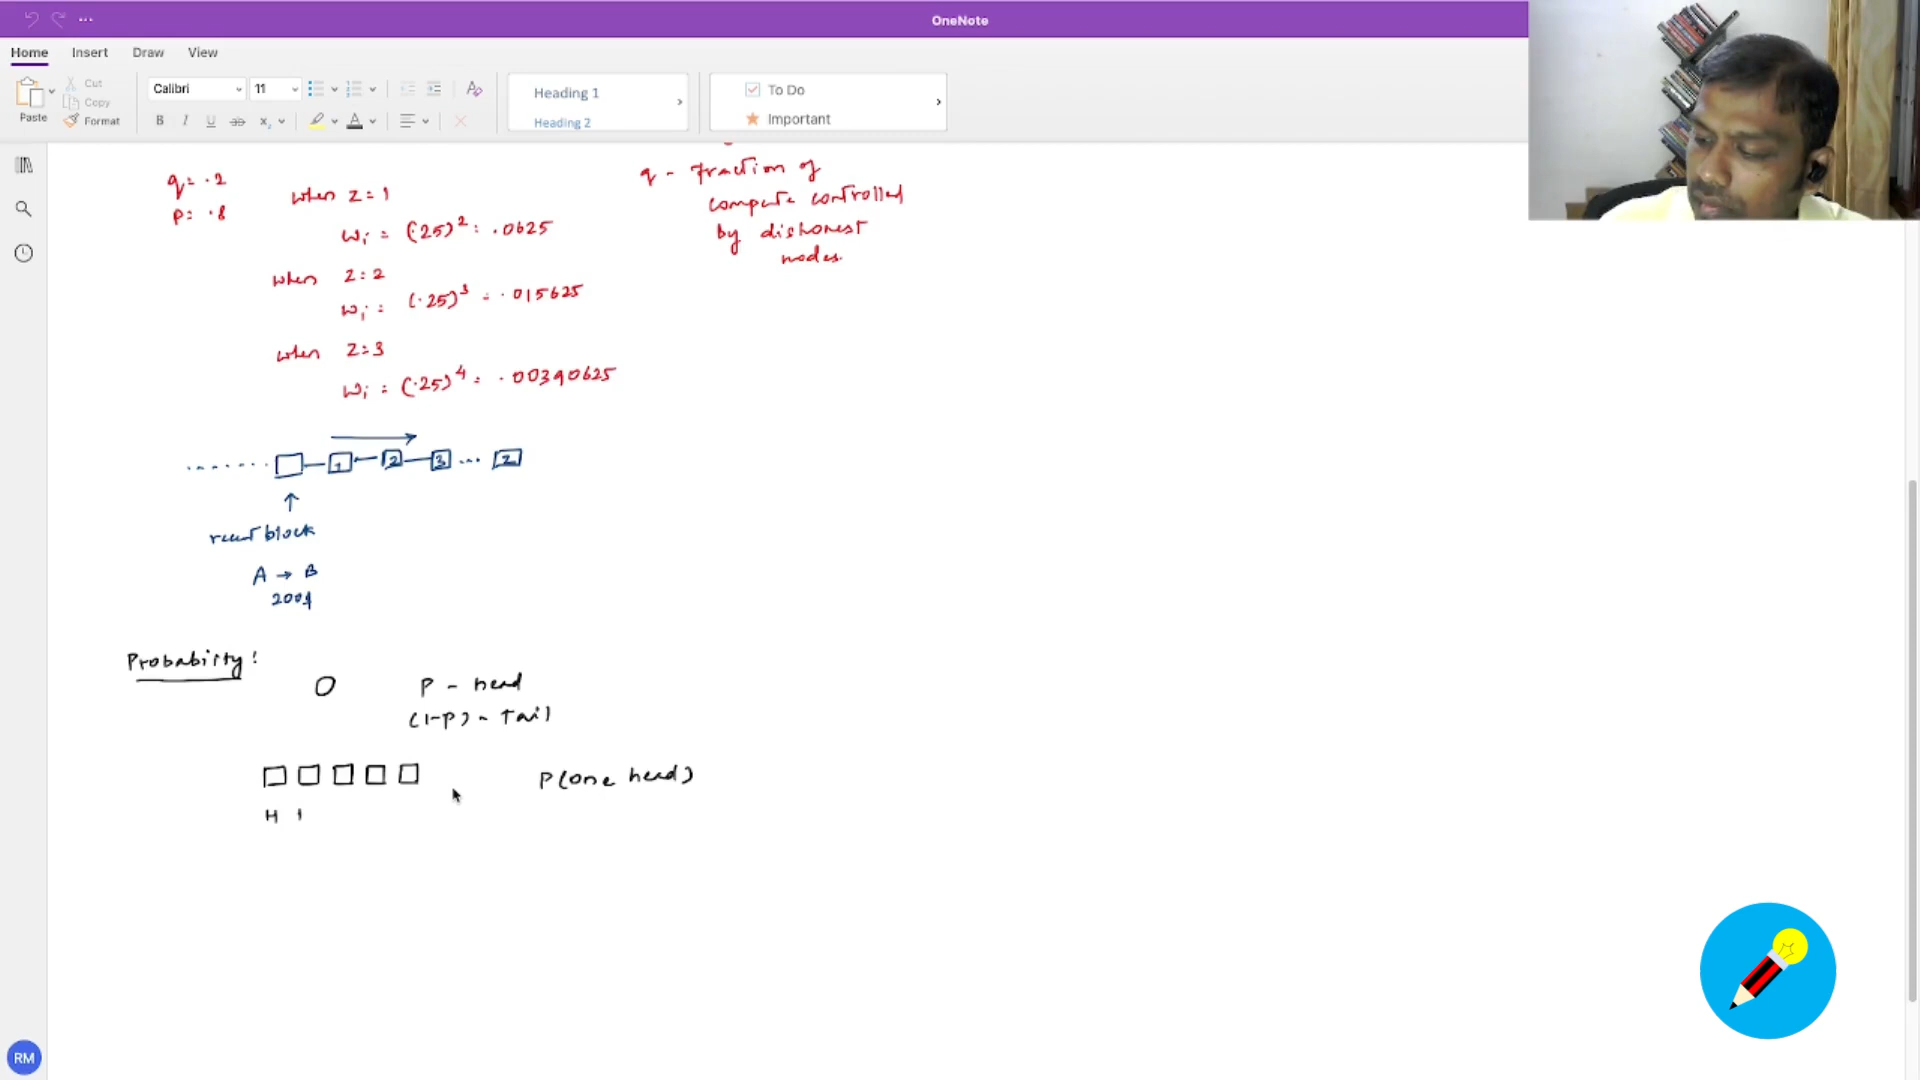 OneNote
Home Insert Draw View
Paste
Cut
Copy
Format
Calibri 11
B I U ab x
A
Heading 1
Heading 2
To Do
Important
q = .2
p = .8
when z = 1
Wi = (.25)2 = .0625
when z = 2
Wi = (.25)3 = .015625
when z = 3
Wi = (.25)4 = .00390625
q - fraction of
compute controlled
by dishonest
nodes.
1 2 3 ... z
block
A → B
200$
Probabilty:
P - head
(1-P) - tail
P(one head)
H
RM